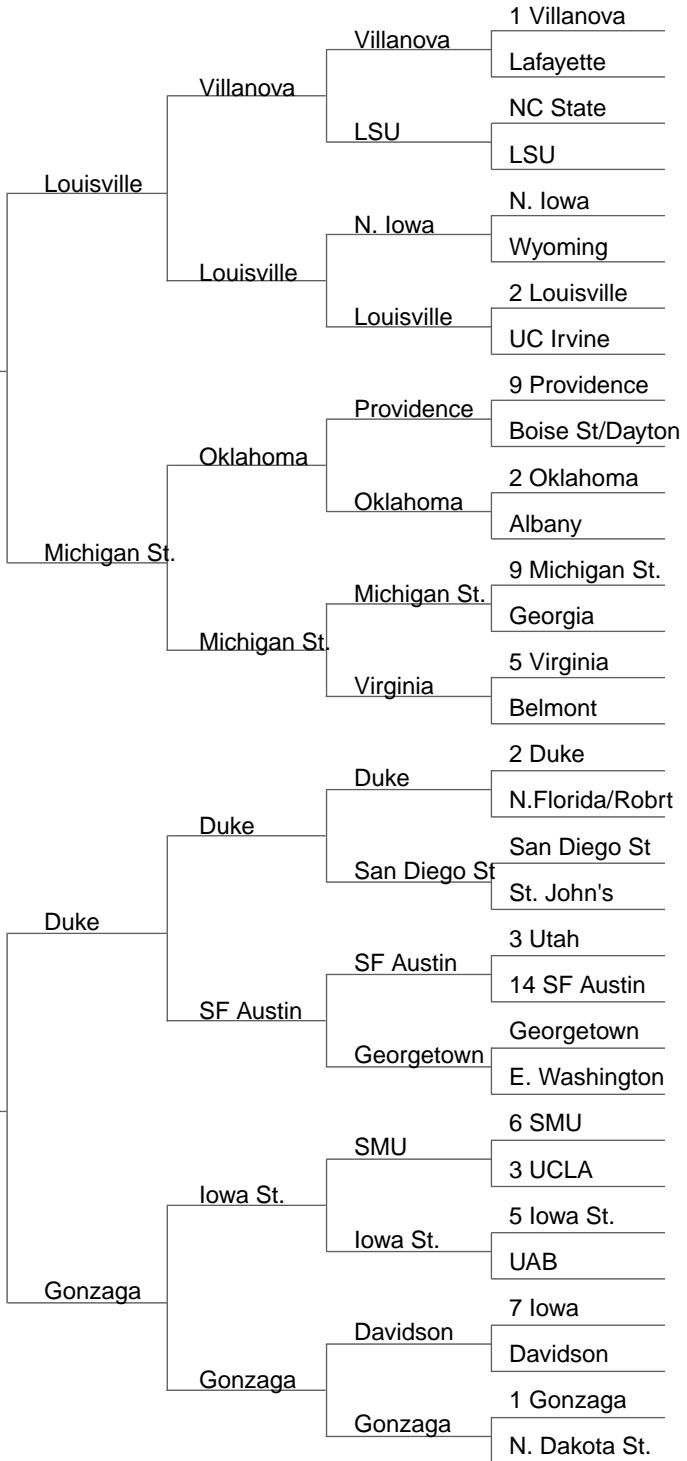 1 Villanova
Villanova
Lafayette
Villanova
NC State
LSU
LSU
Louisville
N. Iowa
N. Iowa
Wyoming
Louisville
2 Louisville
Louisville
UC Irvine
9 Providence
Providence
Boise St/Dayton
Oklahoma
2 Oklahoma
Oklahoma
Albany
Michigan St.
9 Michigan St.
Michigan St.
Georgia
Michigan St.
5 Virginia
Virginia
Belmont
2 Duke
Duke
N.Florida/Robrt
Duke
San Diego St
San Diego St
St. John's
Duke
3 Utah
SF Austin
14 SF Austin
SF Austin
Georgetown
Georgetown
E. Washington
6 SMU
SMU
3 UCLA
Iowa St.
5 Iowa St.
Iowa St.
UAB
Gonzaga
7 Iowa
Davidson
Davidson
Gonzaga
1 Gonzaga
Gonzaga
N. Dakota St.